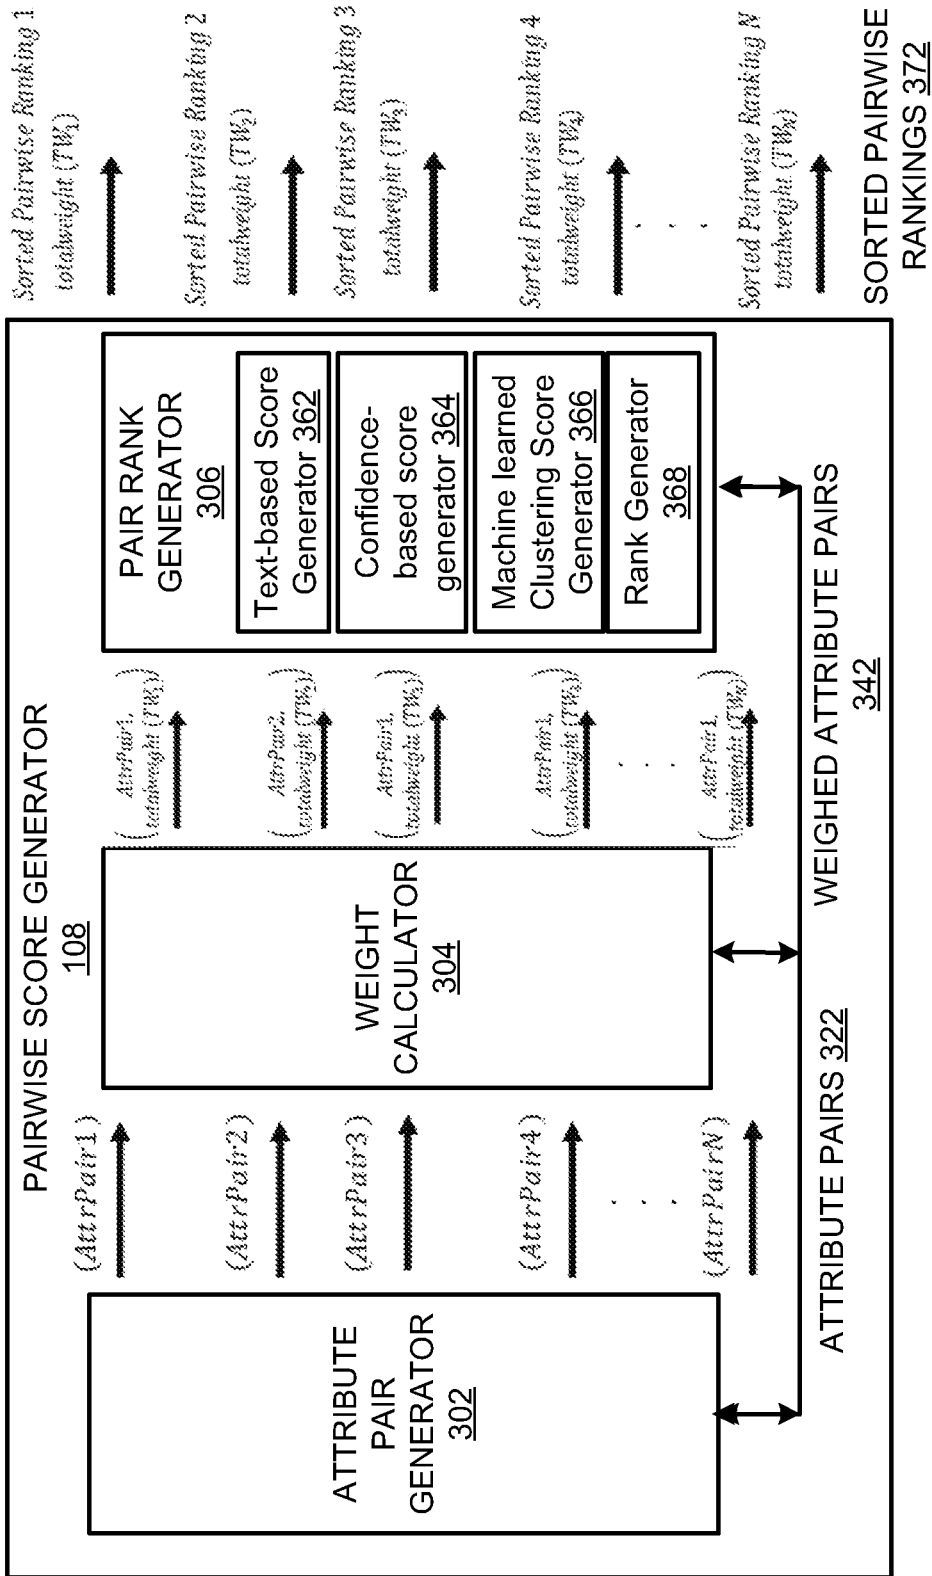 PAIRWISE SCORE GENERATOR
108
ATTRIBUTE
PAIR
GENERATOR
302
(AttrPair1)
(AttrPair2)
(AttrPair3)
(AttrPair4)
. . .
(AttrPairN)
ATTRIBUTE PAIRS 322
WEIGHT
CALCULATOR
304
AttrPair1,
totalweight (TW₁)
AttrPair2,
totalweight (TW₂)
AttrPair1,
totalweight
AttrPair1,
totalweight
. . .
AttrPair1,
totalweight
WEIGHED ATTRIBUTE PAIRS
342
PAIR RANK
GENERATOR
306
Text-based Score
Generator 362
Confidence-
based score
generator 364
Machine learned
Clustering Score
Generator 366
Rank Generator
368
Sorted Pairwise Ranking 1
totalweight (TW₁)
Sorted Pairwise Ranking 2
totalweight (TW₂)
Sorted Pairwise Ranking 3
totalweight (TW₃)
Sorted Pairwise Ranking 4
totalweight (TW₄)
. . .
Sorted Pairwise Ranking N
totalweight (TW_N)
SORTED PAIRWISE
RANKINGS 372